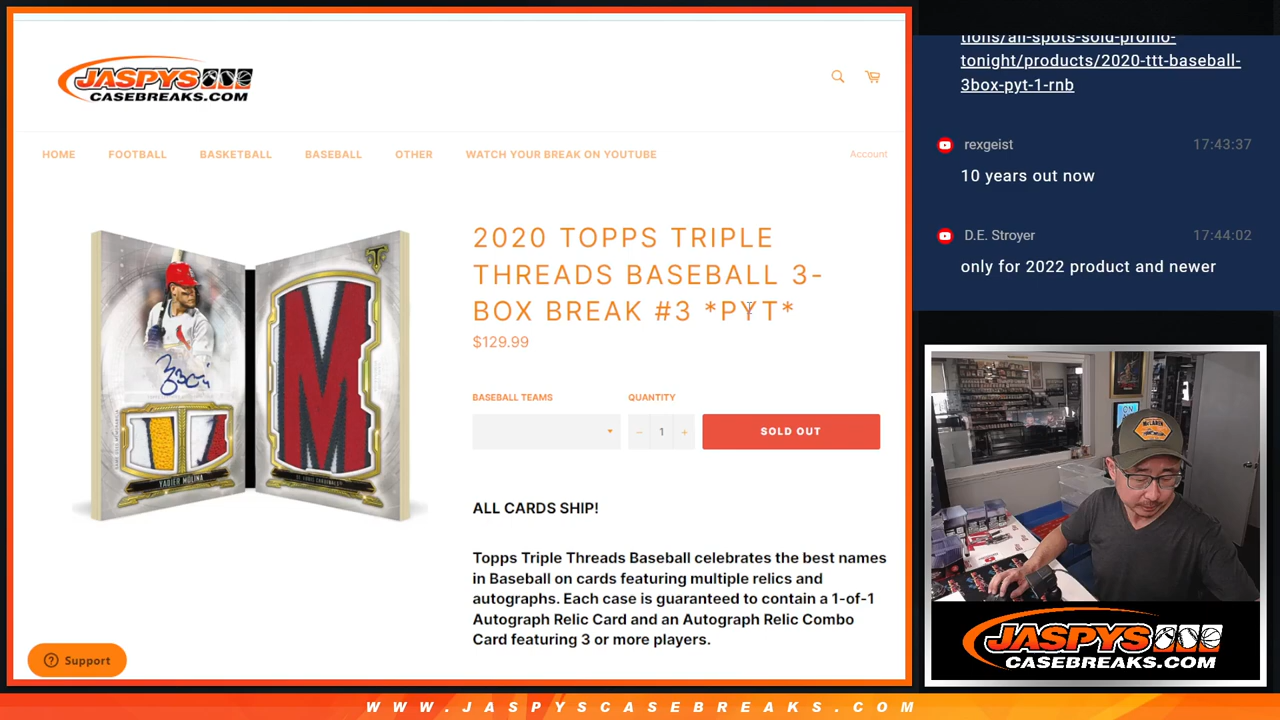 JASPYS
CASEBREAKS.COM
HOME FOOTBALL BASKETBALL BASEBALL OTHER WATCH YOUR BREAK ON YOUTUBE Account
YADIER MOLINA
2020 TOPPS TRIPLE
THREADS BASEBALL 3-
BOX BREAK #3 *PYT*
$129.99
BASEBALL TEAMS QUANTITY
− 1 + SOLD OUT
ALL CARDS SHIP!
Topps Triple Threads Baseball celebrates the best names
in Baseball on cards featuring multiple relics and
autographs. Each case is guaranteed to contain a 1-of-1
Autograph Relic Card and an Autograph Relic Combo
Card featuring 3 or more players.
Support
tions/all-spots-sold-promo-
tonight/products/2020-ttt-baseball-
3box-pyt-1-rnb
rexgeist 17:43:37
10 years out now
D.E. Stroyer 17:44:02
only for 2022 product and newer
JASPYS
CASEBREAKS.COM
WWW.JASPYSCASEBREAKS.COM